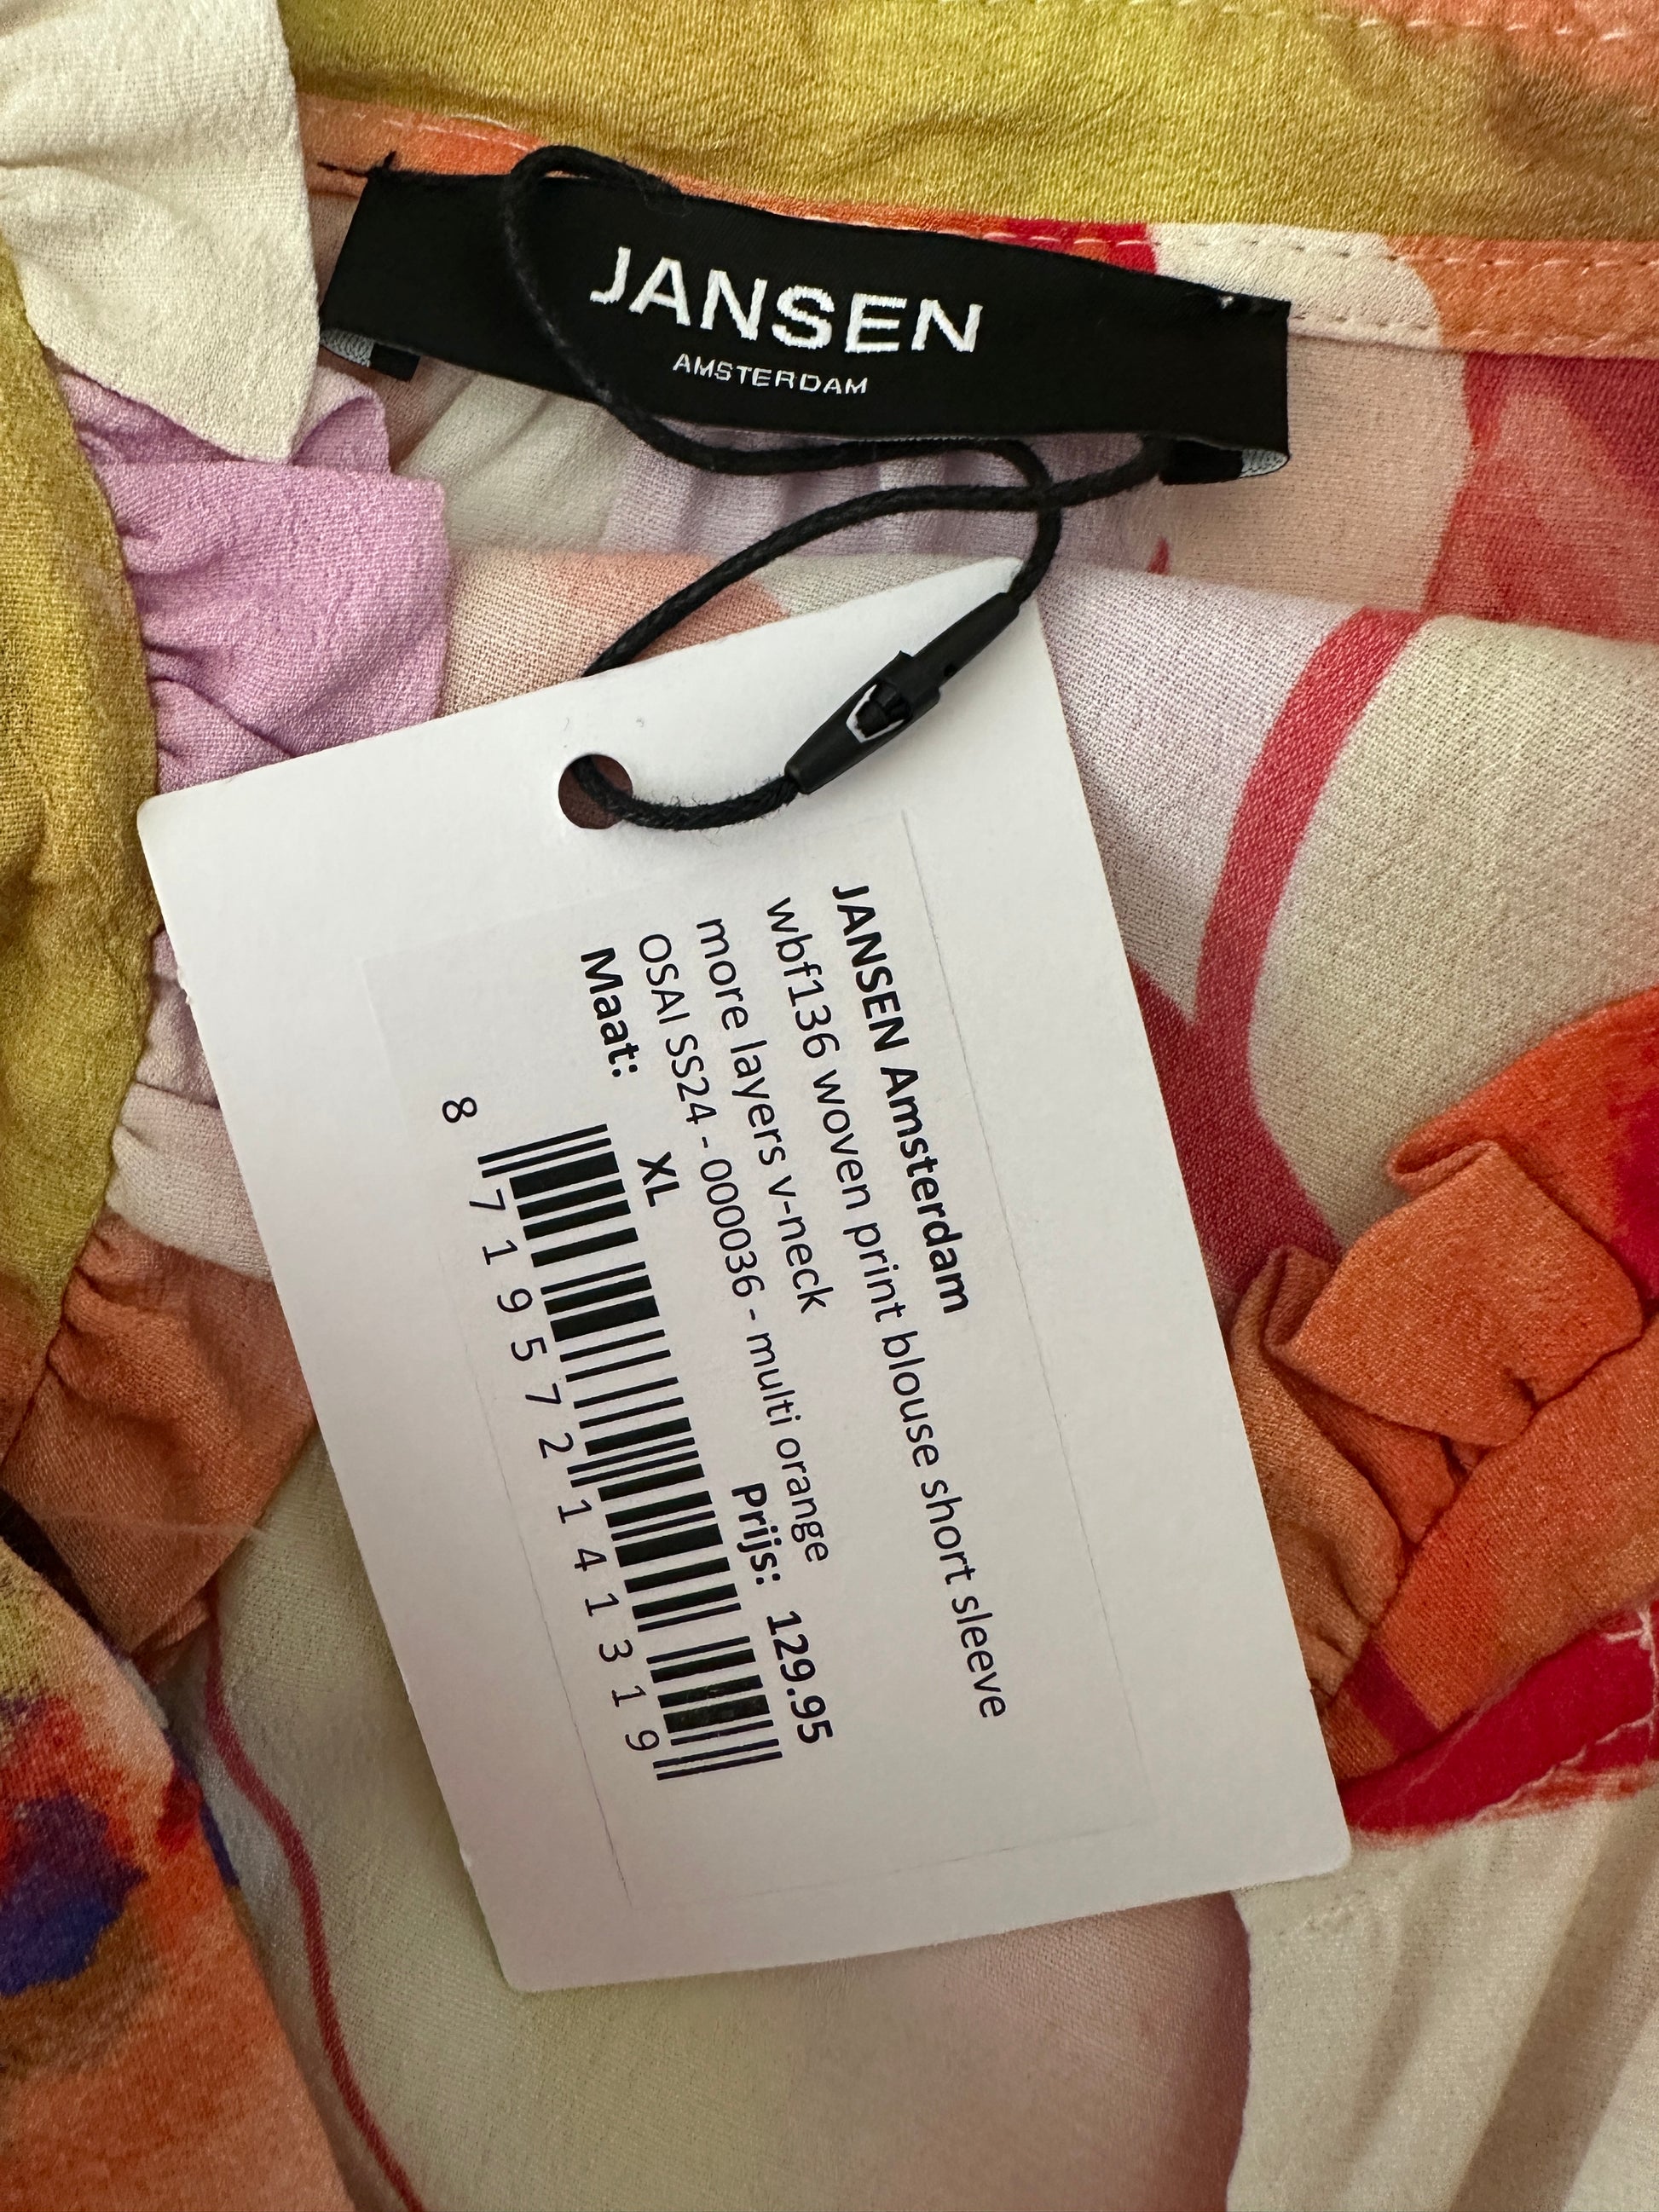 JANSEN
AMSTERDAM
JANSEN Amsterdam
wbf136 woven print blouse short sleeve
more layers v-neck
OSAI SS24 - 000036 - multi orange
Maat: XL Prijs: 129.95
8 719572 141319